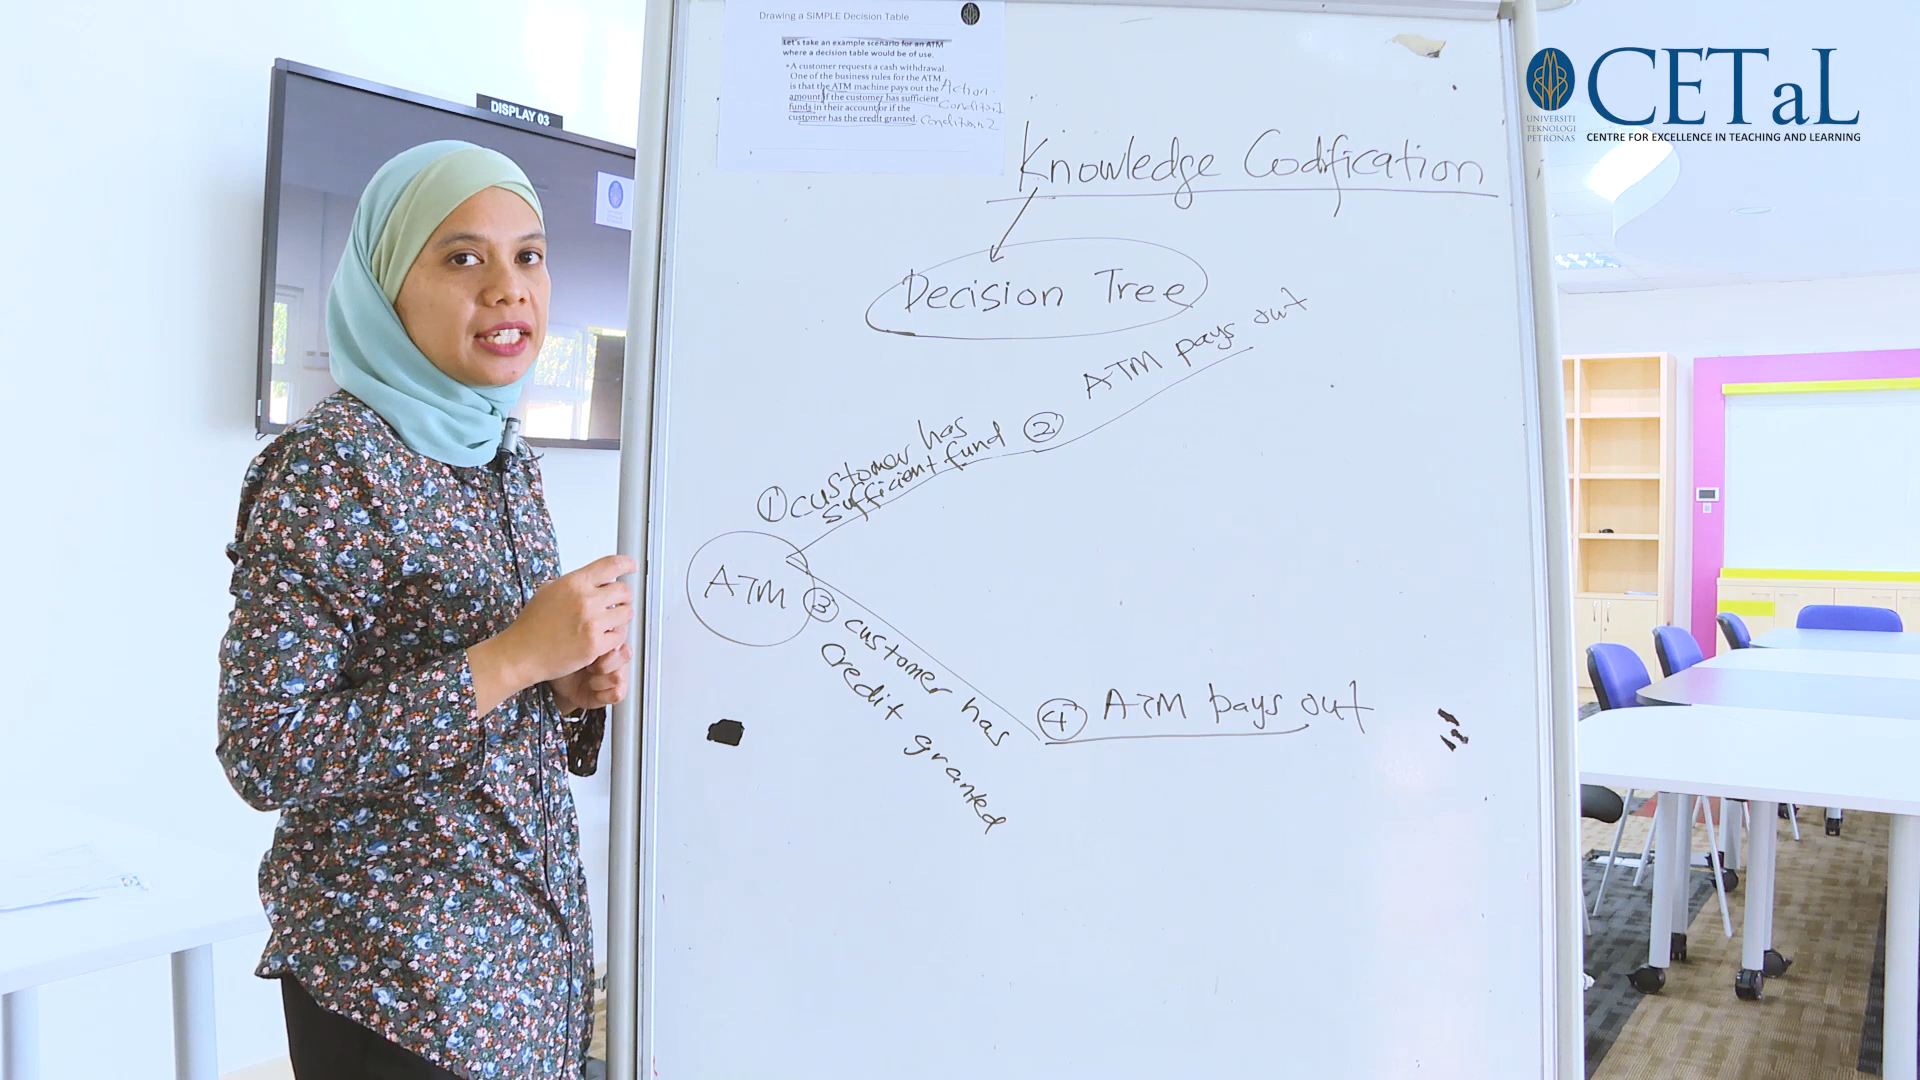 DISPLAY 03
Drawing a SIMPLE Decision Table
Let's take an example scenario for an ATM
where a decision table would be of use.
•A customer requests a cash withdrawal.
One of the business rules for the ATM
is that the ATM machine pays out the
amount if the customer has sufficient
funds in their account or if the
customer has the credit granted.
Action
Condition 1
Condition 2
CETaL
UNIVERSITI
TEKNOLOGI
PETRONAS
CENTRE FOR EXCELLENCE IN TEACHING AND LEARNING
Knowledge Codification
Decision Tree
ATM pays out
① customer has
sufficient fund ②
ATM
③ customer has
credit granted
④ ATM pays out